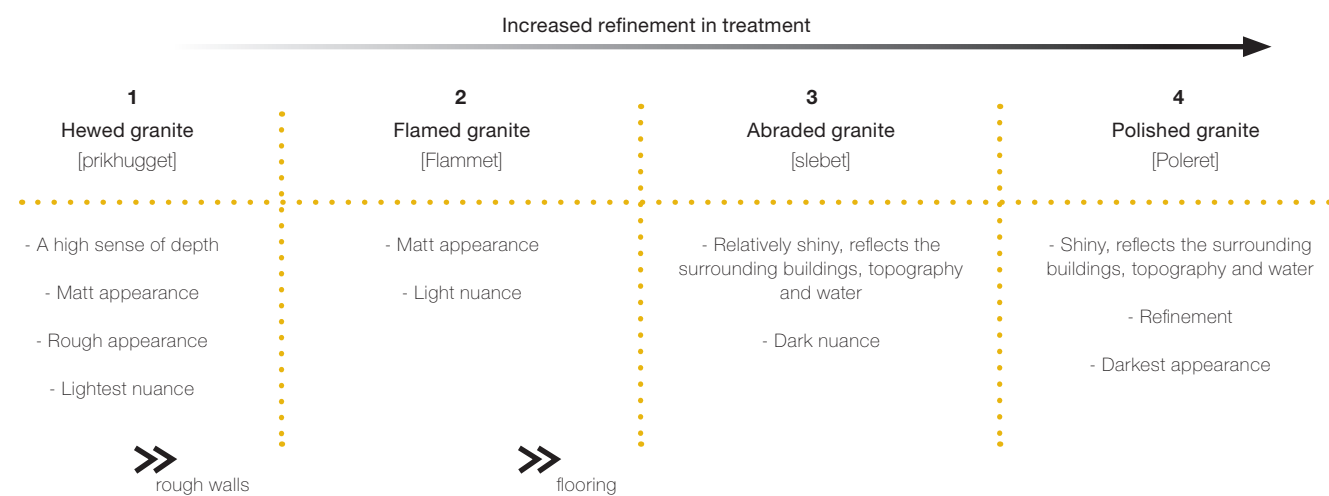 Increased refinement in treatment
1
Hewed granite
[prikhugget]
2
Flamed granite
[Flammet]
3
Abraded granite
[slebet]
4
Polished granite
[Poleret]
- A high sense of depth
- Matt appearance
- Rough appearance
- Lightest nuance
- Matt appearance
- Light nuance
- Relatively shiny, reflects the
surrounding buildings, topography
and water
- Dark nuance
- Shiny, reflects the surrounding
buildings, topography and water
- Refinement
- Darkest appearance
rough walls
flooring